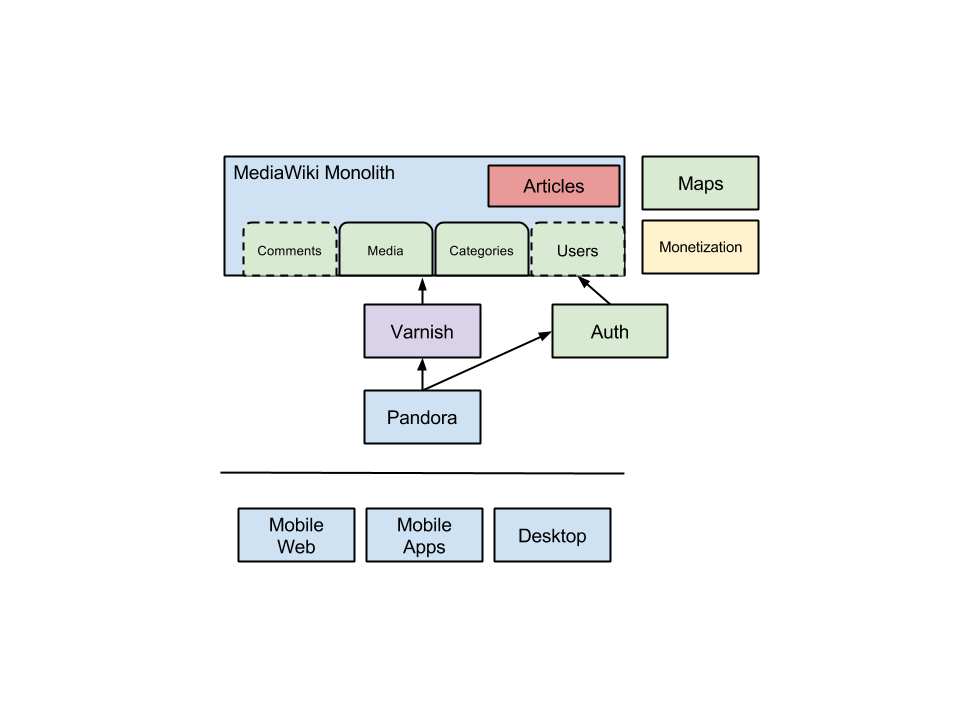 MediaWiki Monolith
Articles
Maps
Comments
Media
Categories
Users
Monetization
Varnish
Auth
Pandora
Mobile
Web
Mobile
Apps
Desktop